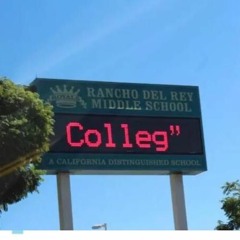 RANCHO DEL REY
MIDDLE SCHOOL
Colleg”
A CALIFORNIA DISTINGUISHED SCHOOL